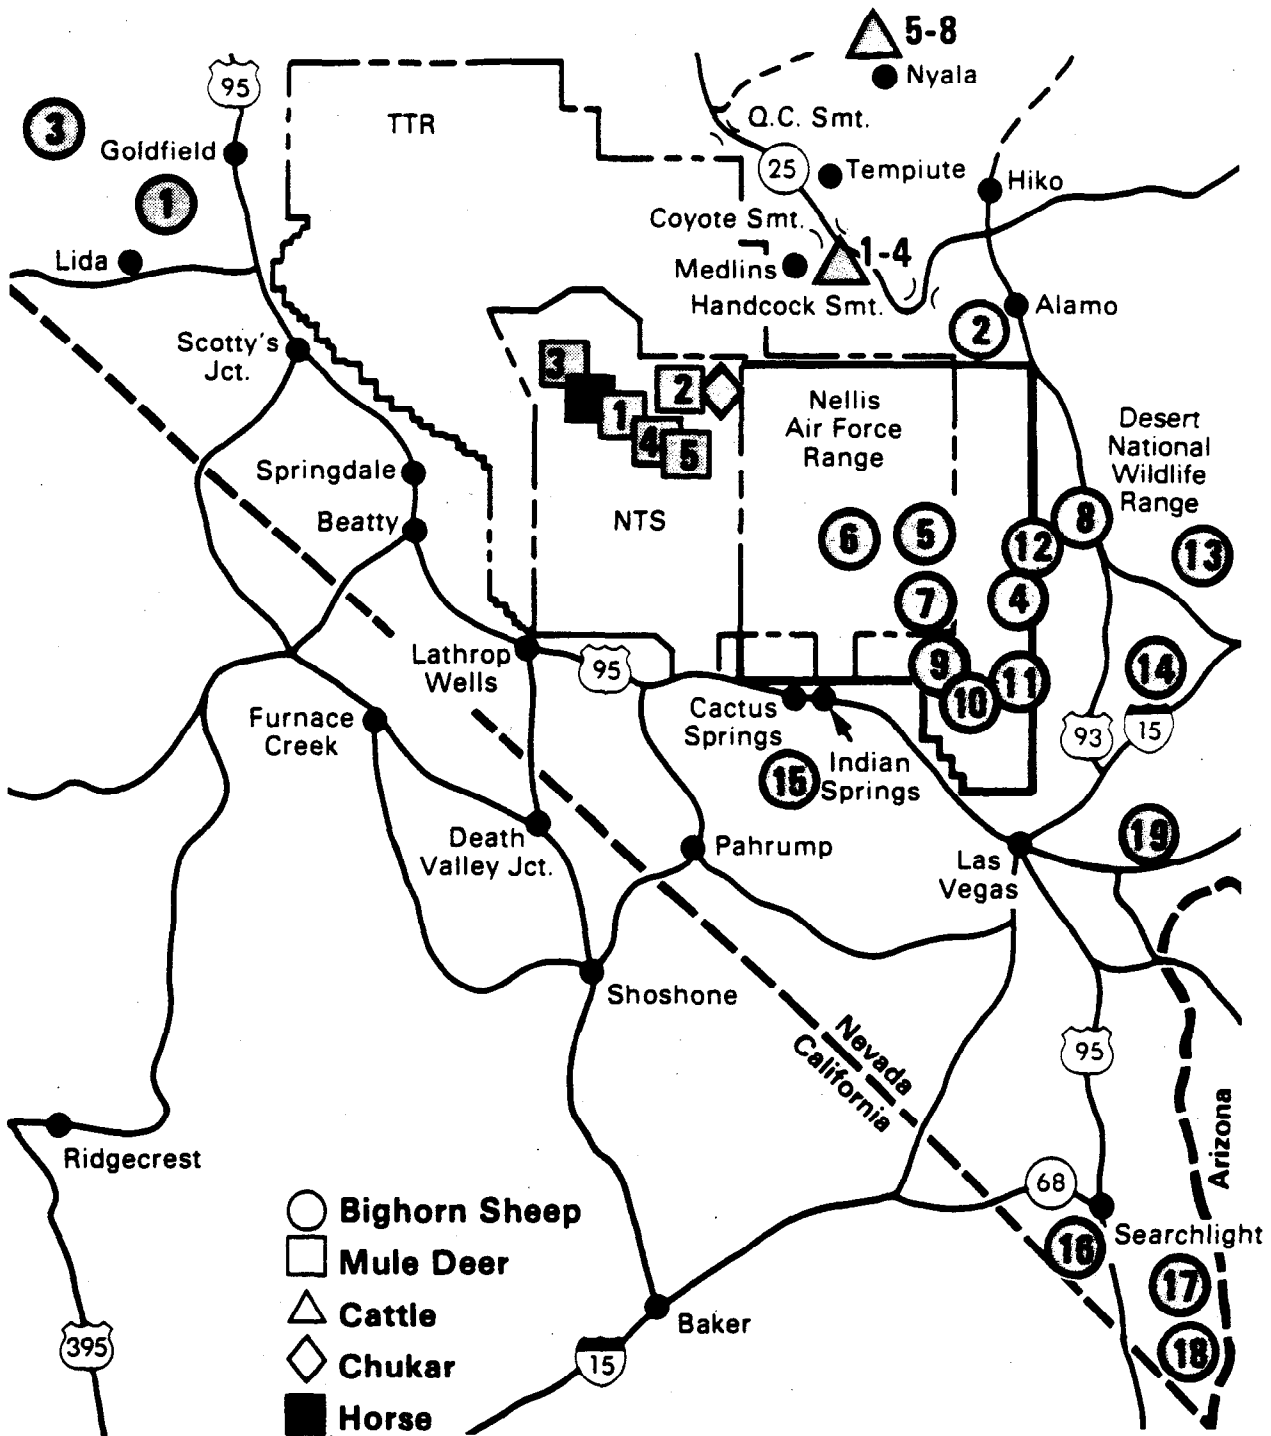 5-8
Nyala
95
TTR
Q.C. Smt.
3
Goldfield
25
Tempiute
Hiko
1
Coyote Smt.
1-4
Lida
Medlins
Handcock Smt.
Alamo
2
Scotty's
Jct.
3
2
1
4
5
Nellis
Air Force
Range
Desert
National
Wildlife
Range
Springdale
Beatty
NTS
6
5
8
12
13
7
4
Lathrop
Wells
95
9
10
11
14
Furnace
Creek
Cactus
Springs
93
15
15
Indian
Springs
Death
Valley Jct.
Pahrump
Las
Vegas
19
Shoshone
Nevada
California
95
Arizona
Ridgecrest
68
Searchlight
16
17
18
Bighorn Sheep
Mule Deer
Cattle
Chukar
Horse
Baker
395
15